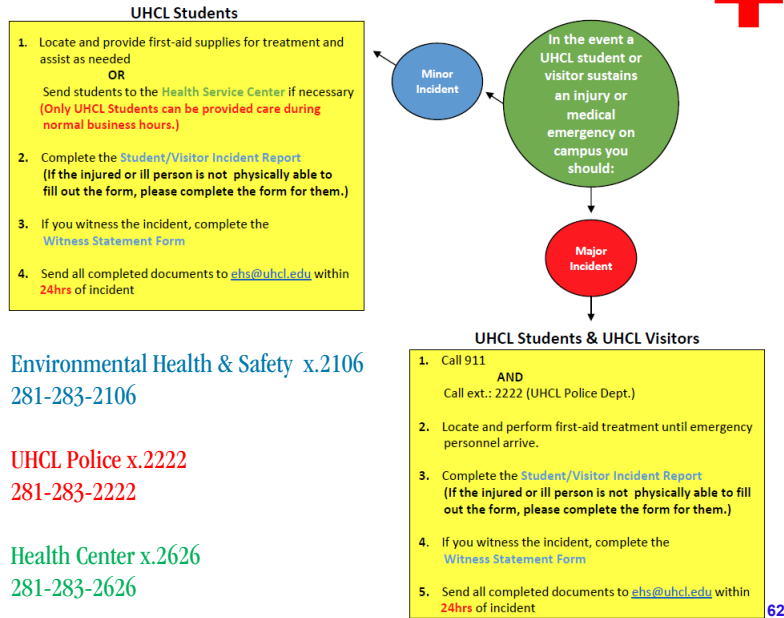 UHCL Students
1. Locate and provide first-aid supplies for treatment and
assist as needed
OR
Send students to the Health Service Center if necessary
(Only UHCL Students can be provided care during
normal business hours.)
2. Complete the Student/Visitor Incident Report
(If the injured or ill person is not physically able to
fill out the form, please complete the form for them.)
3. If you witness the incident, complete the
Witness Statement Form
4. Send all completed documents to ehs@uhcl.edu within
24hrs of incident
Minor
Incident
In the event a
UHCL student or
visitor sustains
an injury or
medical
emergency on
campus you
should:
Major
Incident
UHCL Students & UHCL Visitors
1. Call 911
AND
Call ext.: 2222 (UHCL Police Dept.)
2. Locate and perform first-aid treatment until emergency
personnel arrive.
3. Complete the Student/Visitor Incident Report
(If the injured or ill person is not physically able to fill
out the form, please complete the form for them.)
4. If you witness the incident, complete the
Witness Statement Form
5. Send all completed documents to ehs@uhcl.edu within
24hrs of incident
Environmental Health & Safety x.2106
281-283-2106
UHCL Police x.2222
281-283-2222
Health Center x.2626
281-283-2626
62